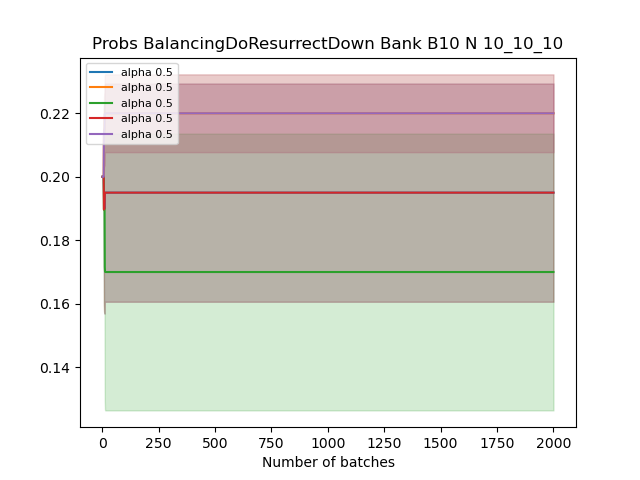 Probs BalancingDoResurrectDown Bank B10 N 10_10_10
alpha 0.5
alpha 0.5
alpha 0.5
alpha 0.5
alpha 0.5
0.22
0.20
0.18
0.16
0.14
0 250 500 750 1000 1250 1500 1750 2000
Number of batches